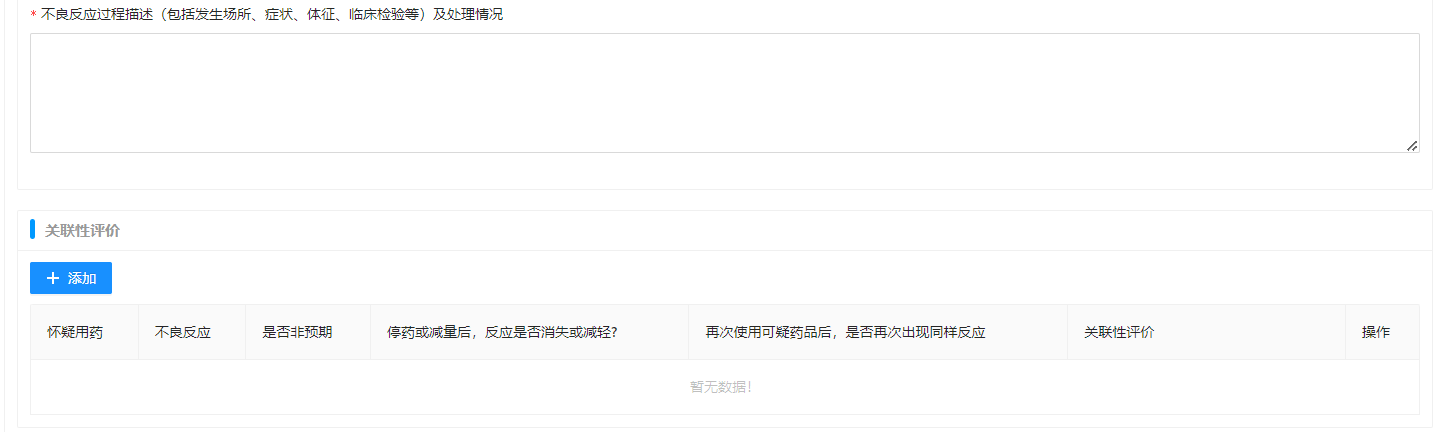 * 不良反应过程描述（包括发生场所、症状、体征、临床检验等）及处理情况
关联性评价
+ 添加
怀疑用药 不良反应 是否非预期 停药或减量后，反应是否消失或减轻? 再次使用可疑药品后，是否再次出现同样反应 关联性评价 操作
暂无数据!